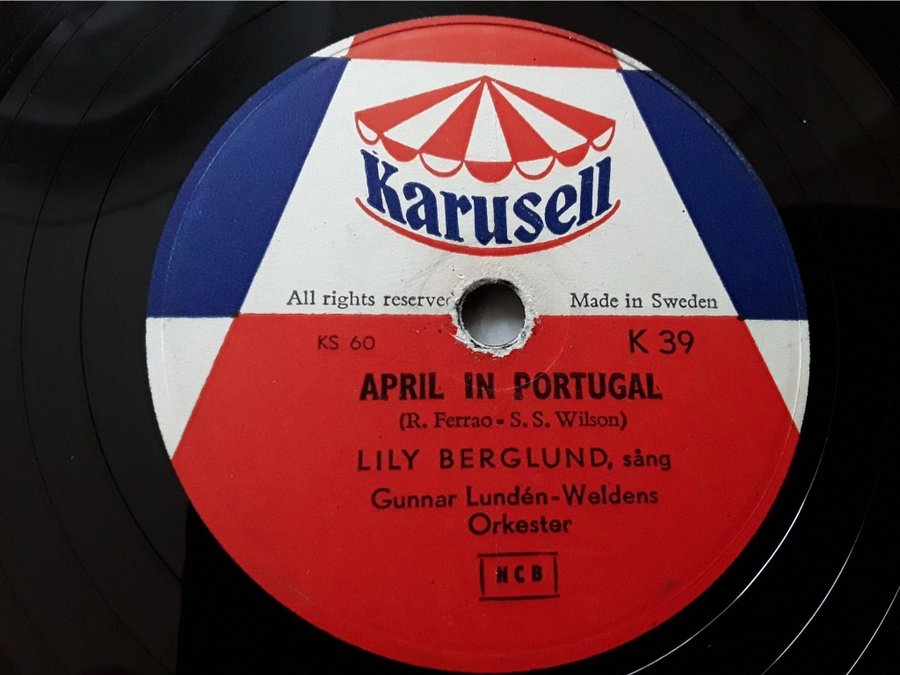 Karusell
All rights reserved Made in Sweden
KS 60 K 39
APRIL IN PORTUGAL
(R. Ferrao - S. S. Wilson)
LILY BERGLUND, sång
Gunnar Lundén-Weldens
Orkester
NCB